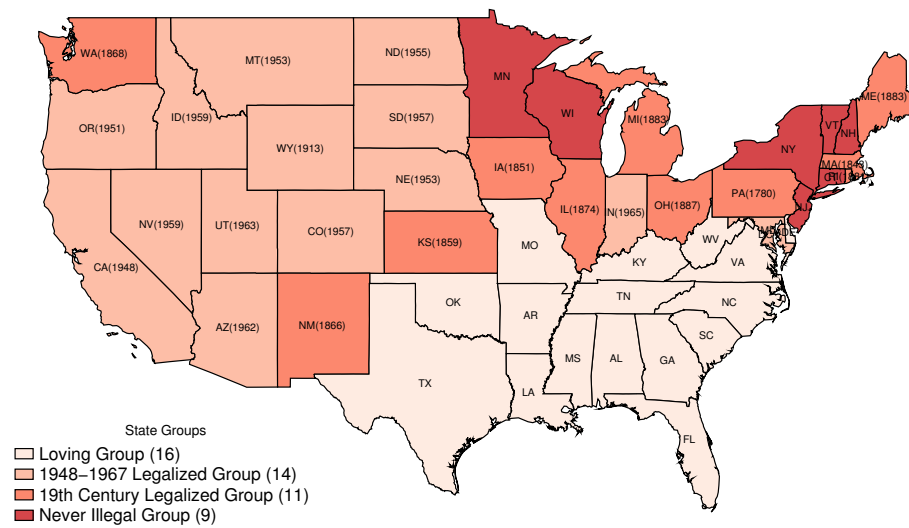 WA(1868)
MT(1953)
ND(1955)
MN
ME(1883)
OR(1951)
ID(1959)
SD(1957)
WI
MI(1883)
VT
NH
NY
WY(1913)
MA(1843)
IA(1851)
NE(1953)
PA(1780)
NJ
NV(1959)
UT(1963)
CO(1957)
IL(1874)
IN(1965)
OH(1887)
KS(1859)
MO
WV
KY
VA
CA(1948)
AZ(1962)
NM(1866)
OK
TN
NC
AR
SC
MS
AL
GA
TX
LA
FL
State Groups
Loving Group (16)
1948−1967 Legalized Group (14)
19th Century Legalized Group (11)
Never Illegal Group (9)